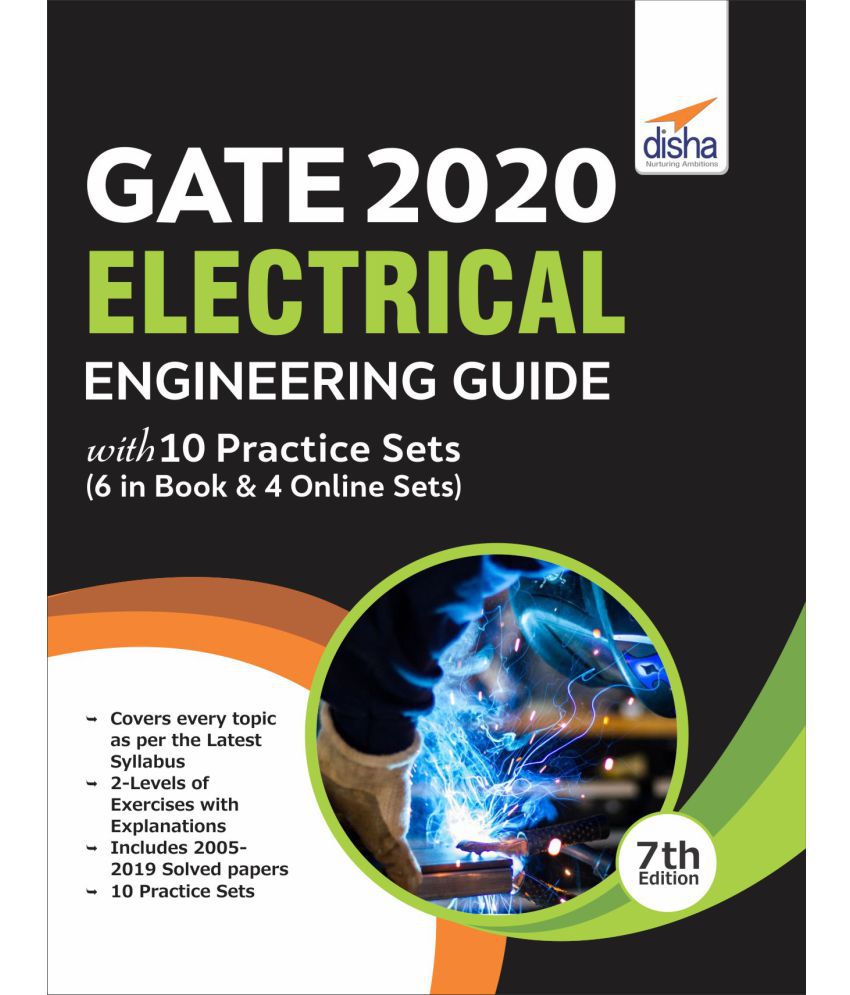 disha
Nurturing Ambitions
GATE 2020
ELECTRICAL
ENGINEERING GUIDE
with 10 Practice Sets
(6 in Book & 4 Online Sets)
➥ Covers every topic
as per the Latest
Syllabus
➥ 2-Levels of
Exercises with
Explanations
➥ Includes 2005-
2019 Solved papers
➥ 10 Practice Sets
7th
Edition